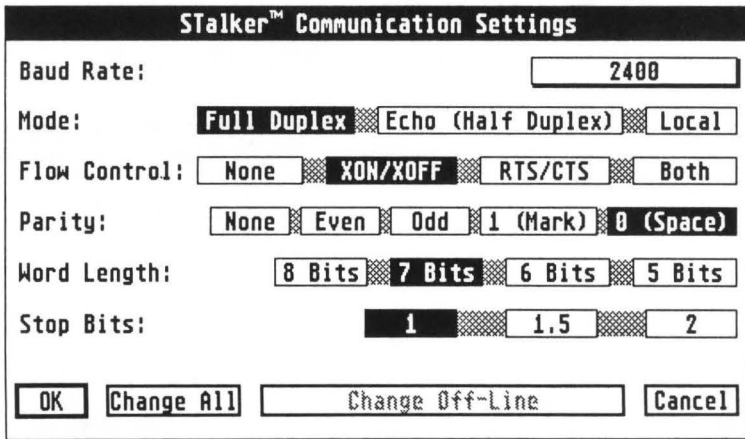 STalker™ Communication Settings
Baud Rate: 2400
Mode: Full Duplex Echo (Half Duplex) Local
Flow Control: None XON/XOFF RTS/CTS Both
Parity: None Even Odd 1 (Mark) 0 (Space)
Word Length: 8 Bits 7 Bits 6 Bits 5 Bits
Stop Bits: 1 1.5 2
OK Change All Change Off-Line Cancel